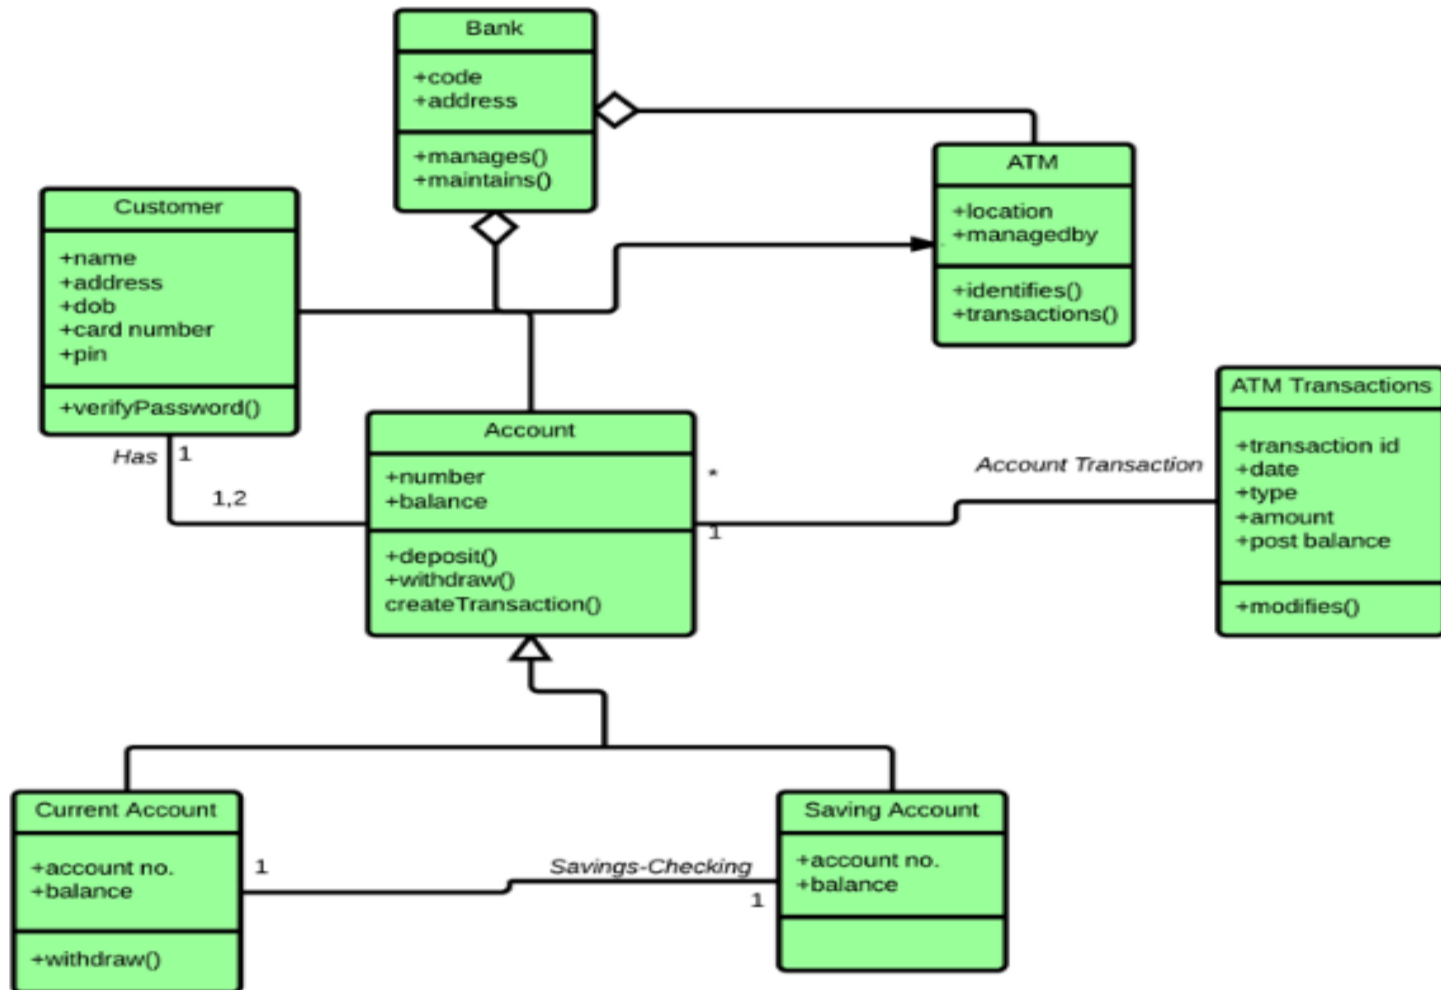 Bank
+code
+address
+manages()
+maintains()
ATM
+location
+managedby
+identifies()
+transactions()
Customer
+name
+address
+dob
+card number
+pin
+verifyPassword()
Has
1
1,2
Account
+number
+balance
+deposit()
+withdraw()
createTransaction()
*
1
Account Transaction
ATM Transactions
+transaction id
+date
+type
+amount
+post balance
+modifies()
Current Account
+account no.
+balance
+withdraw()
1
Savings-Checking
1
Saving Account
+account no.
+balance